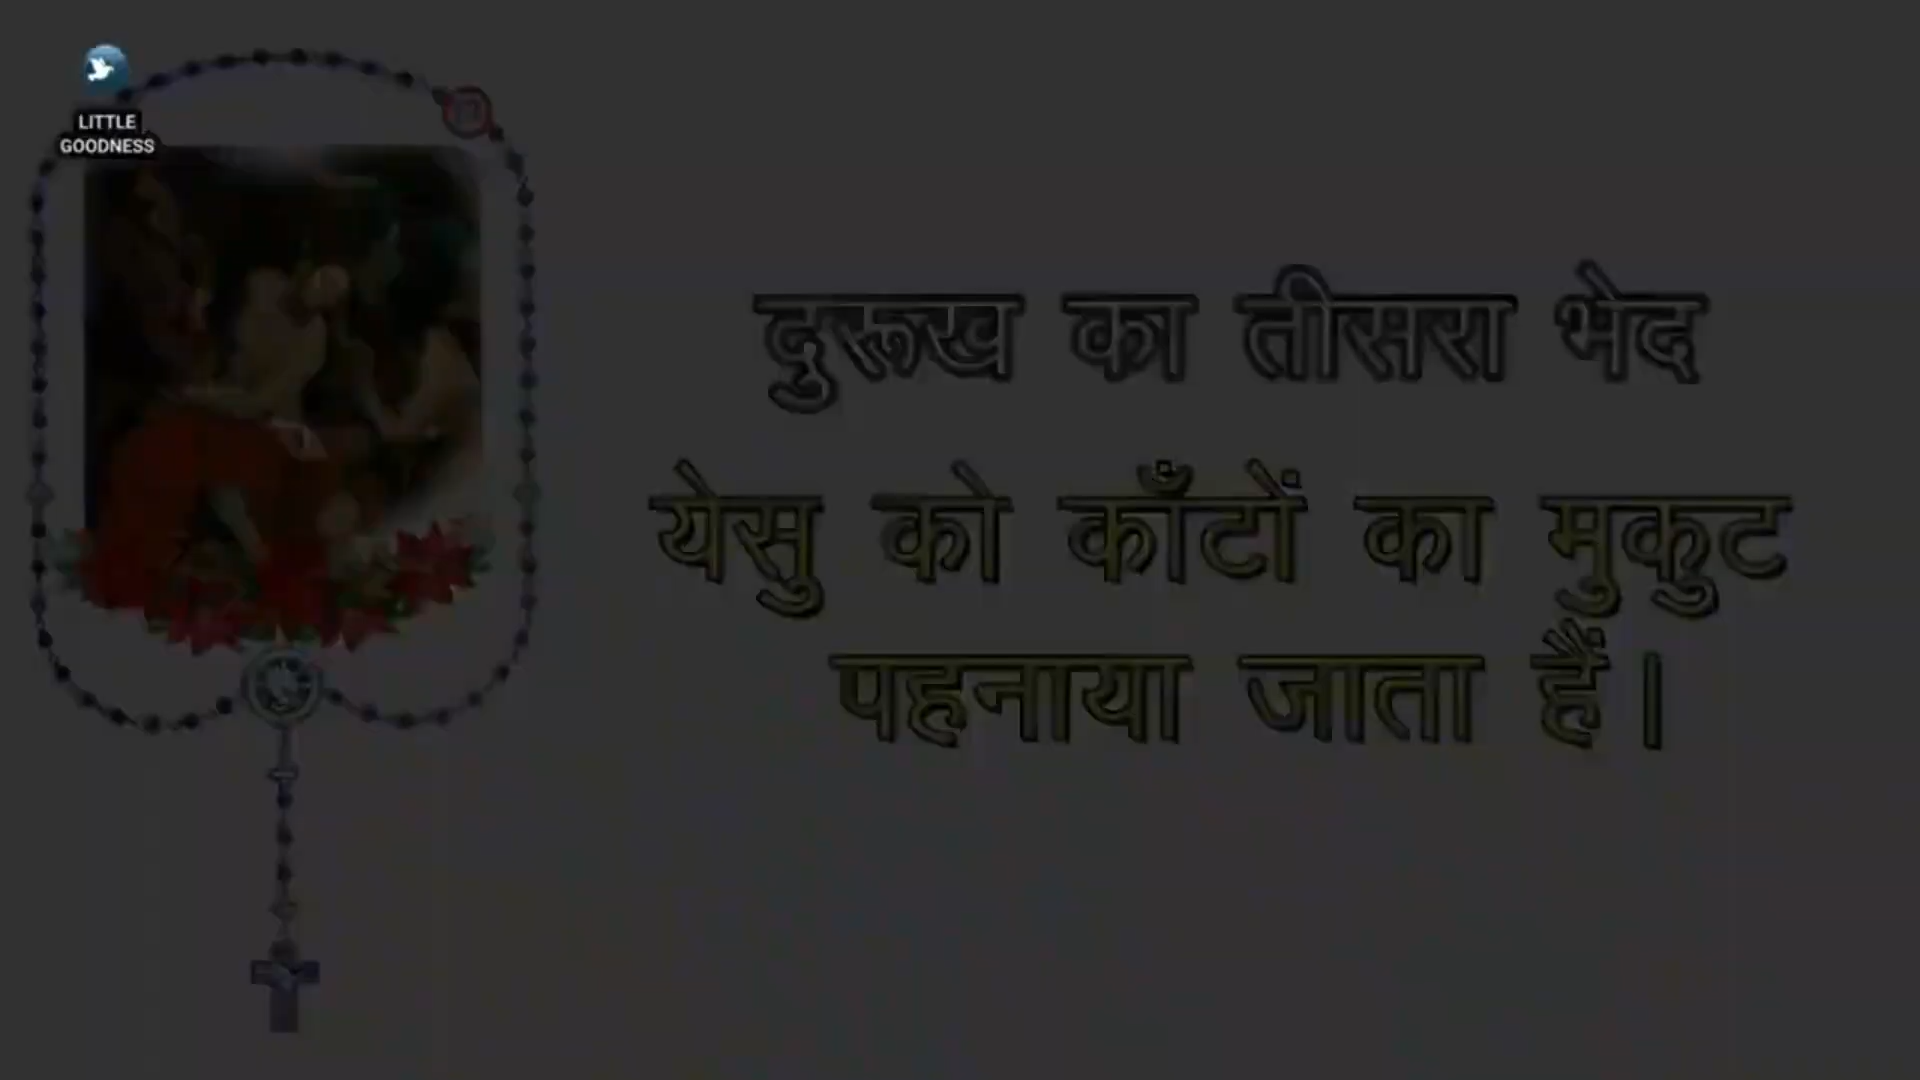 LITTLE
GOODNESS
दुरूख का तीसरा भेद
येसु को काँटों का मुकुट
पहनाया जाता हैं।